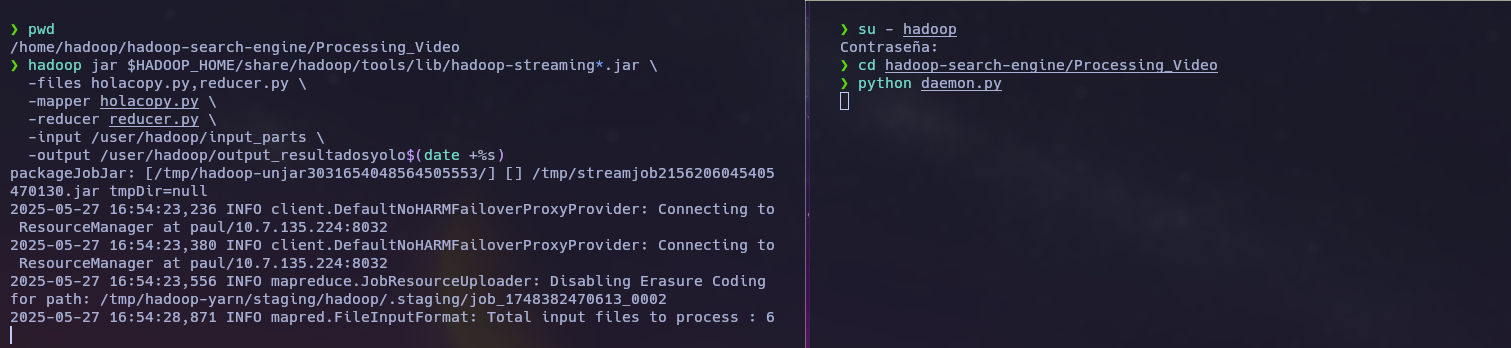 ❯ pwd
/home/hadoop/hadoop-search-engine/Processing_Video
❯ hadoop jar $HADOOP_HOME/share/hadoop/tools/lib/hadoop-streaming*.jar \
  -files holacopy.py,reducer.py \
  -mapper holacopy.py \
  -reducer reducer.py \
  -input /user/hadoop/input_parts \
  -output /user/hadoop/output_resultadosyolo$(date +%s)
packageJobJar: [/tmp/hadoop-unjar3031654048564505553/] [] /tmp/streamjob2156206045405
470130.jar tmpDir=null
2025-05-27 16:54:23,236 INFO client.DefaultNoHARMFailoverProxyProvider: Connecting to
 ResourceManager at paul/10.7.135.224:8032
2025-05-27 16:54:23,380 INFO client.DefaultNoHARMFailoverProxyProvider: Connecting to
 ResourceManager at paul/10.7.135.224:8032
2025-05-27 16:54:23,556 INFO mapreduce.JobResourceUploader: Disabling Erasure Coding
for path: /tmp/hadoop-yarn/staging/hadoop/.staging/job_1748382470613_0002
2025-05-27 16:54:28,871 INFO mapred.FileInputFormat: Total input files to process : 6
❯ su - hadoop
Contraseña:
❯ cd hadoop-search-engine/Processing_Video
❯ python daemon.py